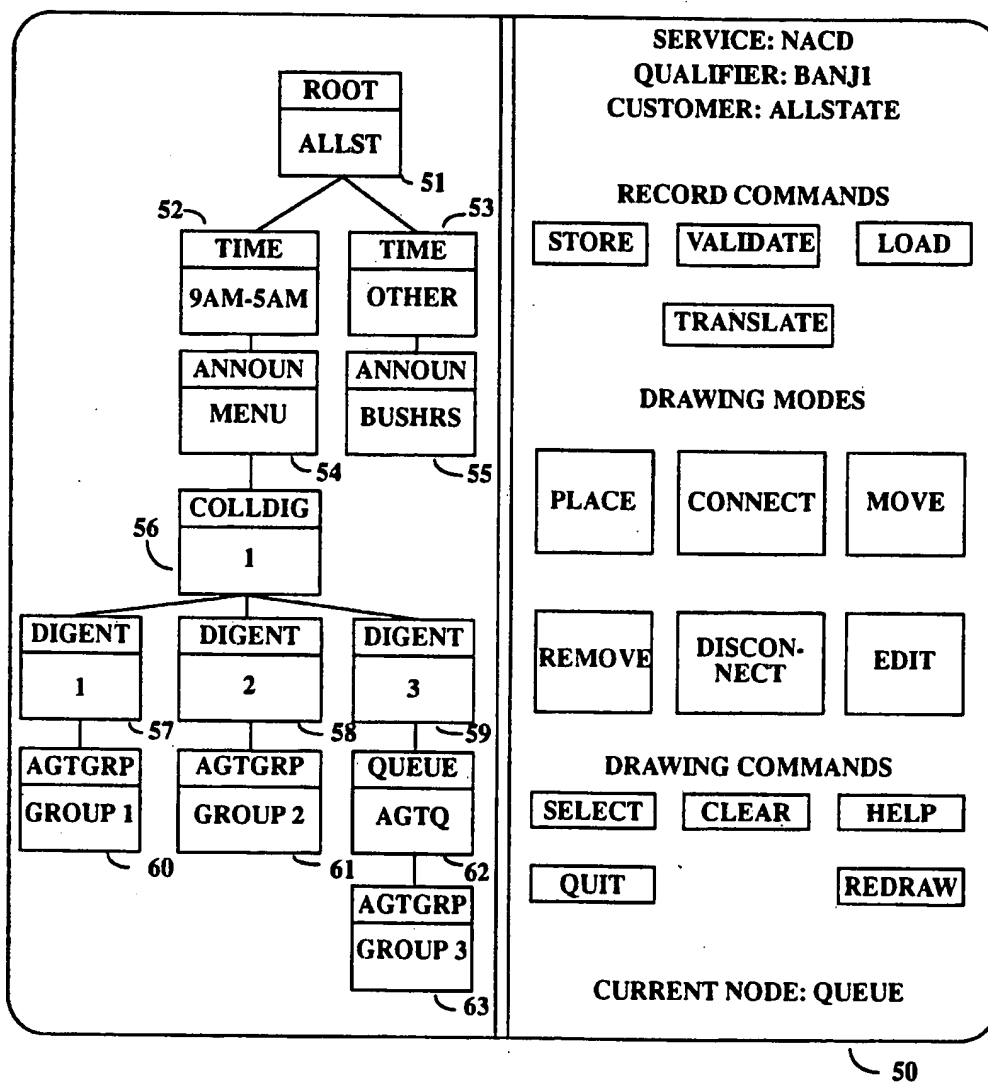 ROOT
ALLST
51
52
53
TIME
TIME
9AM-5AM
OTHER
ANNOUN
ANNOUN
MENU
BUSHRS
54
55
COLLDIG
56
1
DIGENT
DIGENT
DIGENT
1
2
3
57
58
59
AGTGRP
AGTGRP
QUEUE
GROUP 1
GROUP 2
AGTQ
60
61
62
AGTGRP
GROUP 3
63
SERVICE: NACD
QUALIFIER: BANJ1
CUSTOMER: ALLSTATE
RECORD COMMANDS
STORE
VALIDATE
LOAD
TRANSLATE
DRAWING MODES
PLACE
CONNECT
MOVE
REMOVE
DISCON-
NECT
EDIT
DRAWING COMMANDS
SELECT
CLEAR
HELP
QUIT
REDRAW
CURRENT NODE: QUEUE
50